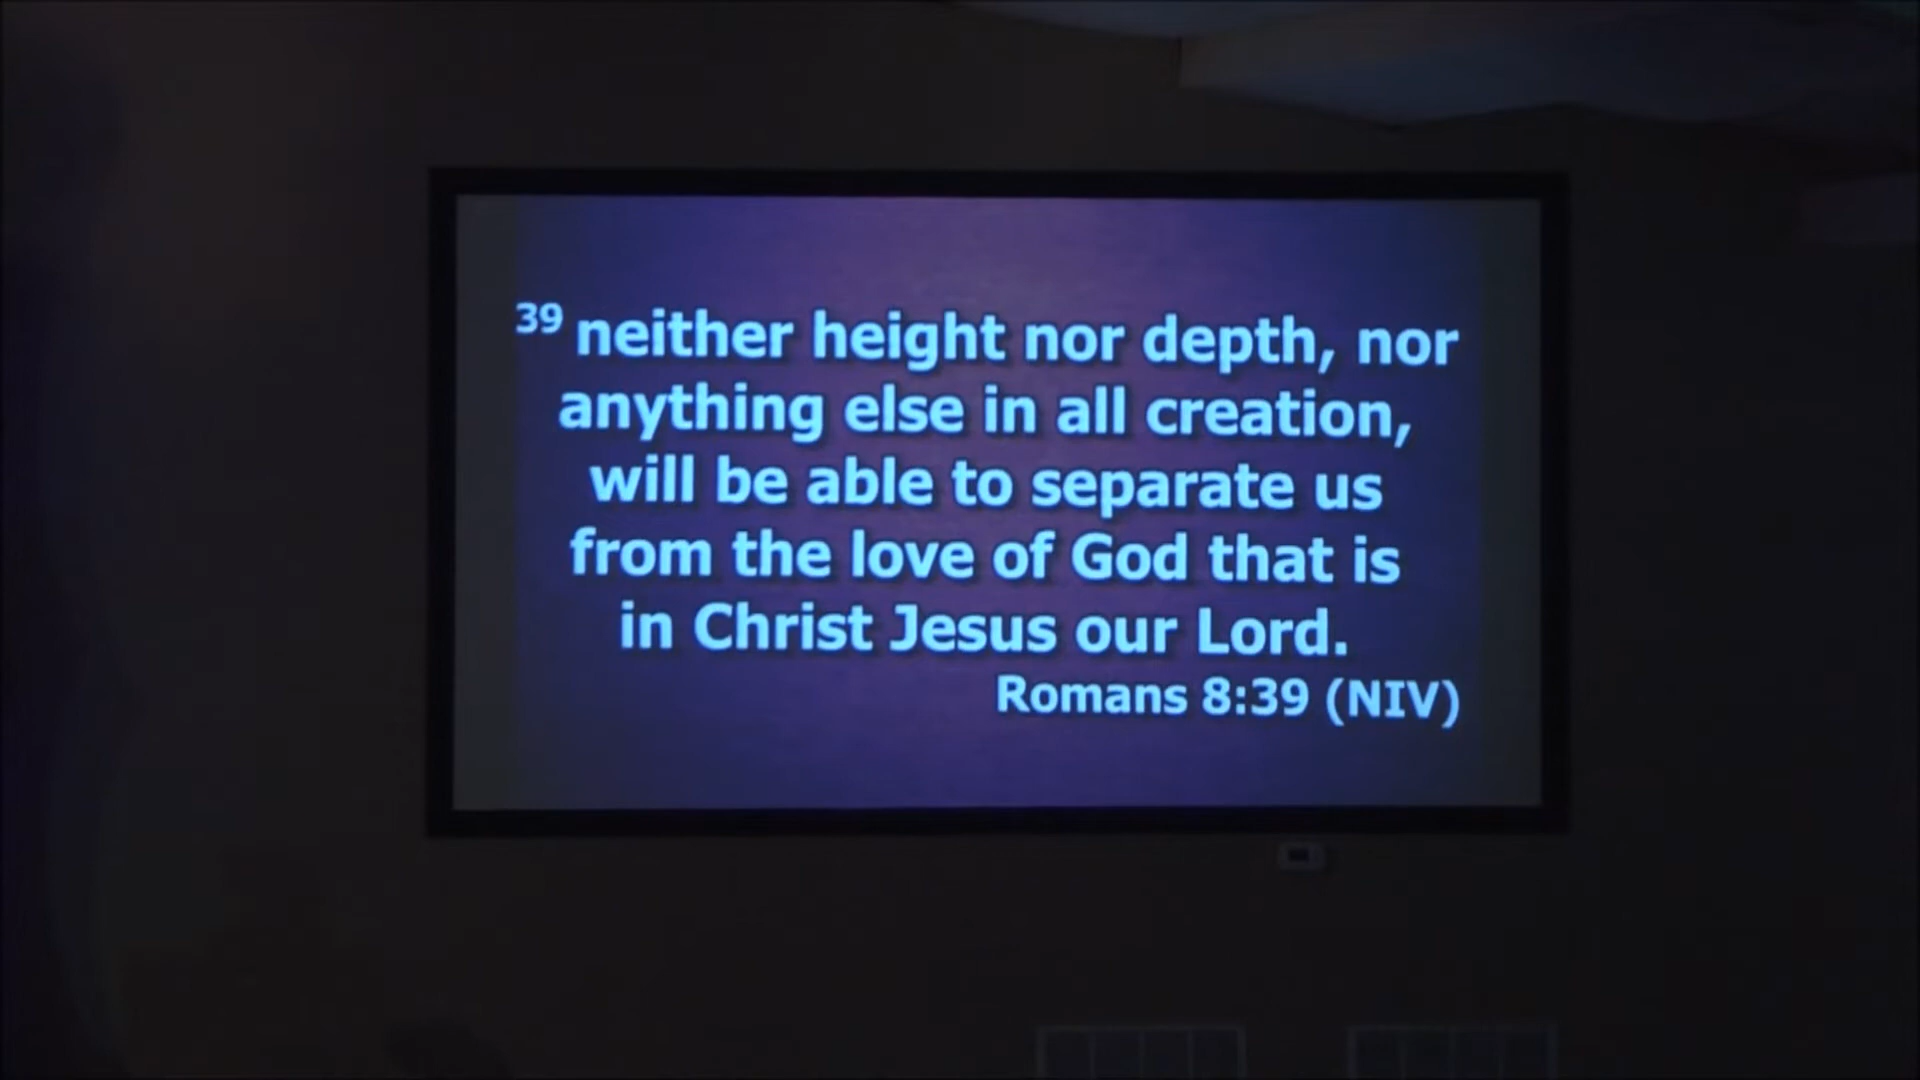 39 neither height nor depth, nor
anything else in all creation,
will be able to separate us
from the love of God that is
in Christ Jesus our Lord.
Romans 8:39 (NIV)